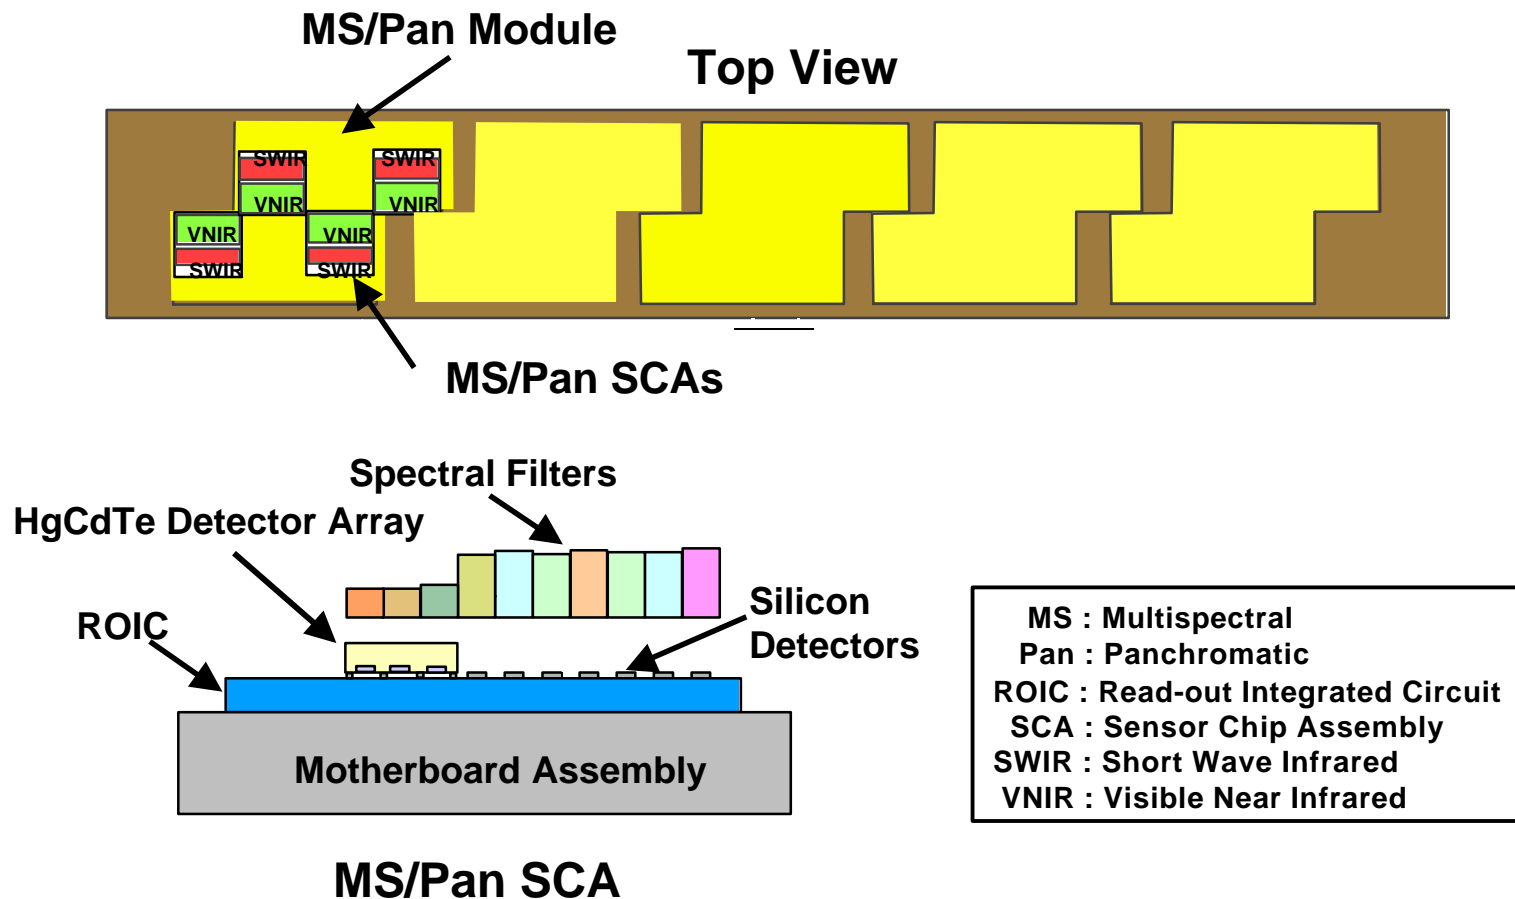 MS/Pan Module
Top View
SWIR
SWIR
VNIR
VNIR
VNIR
VNIR
SWIR
SWIR
MS/Pan SCAs
Spectral Filters
HgCdTe Detector Array
ROIC
Silicon
Detectors
Motherboard Assembly
MS/Pan SCA
MS : Multispectral
Pan : Panchromatic
ROIC : Read-out Integrated Circuit
SCA : Sensor Chip Assembly
SWIR : Short Wave Infrared
VNIR : Visible Near Infrared